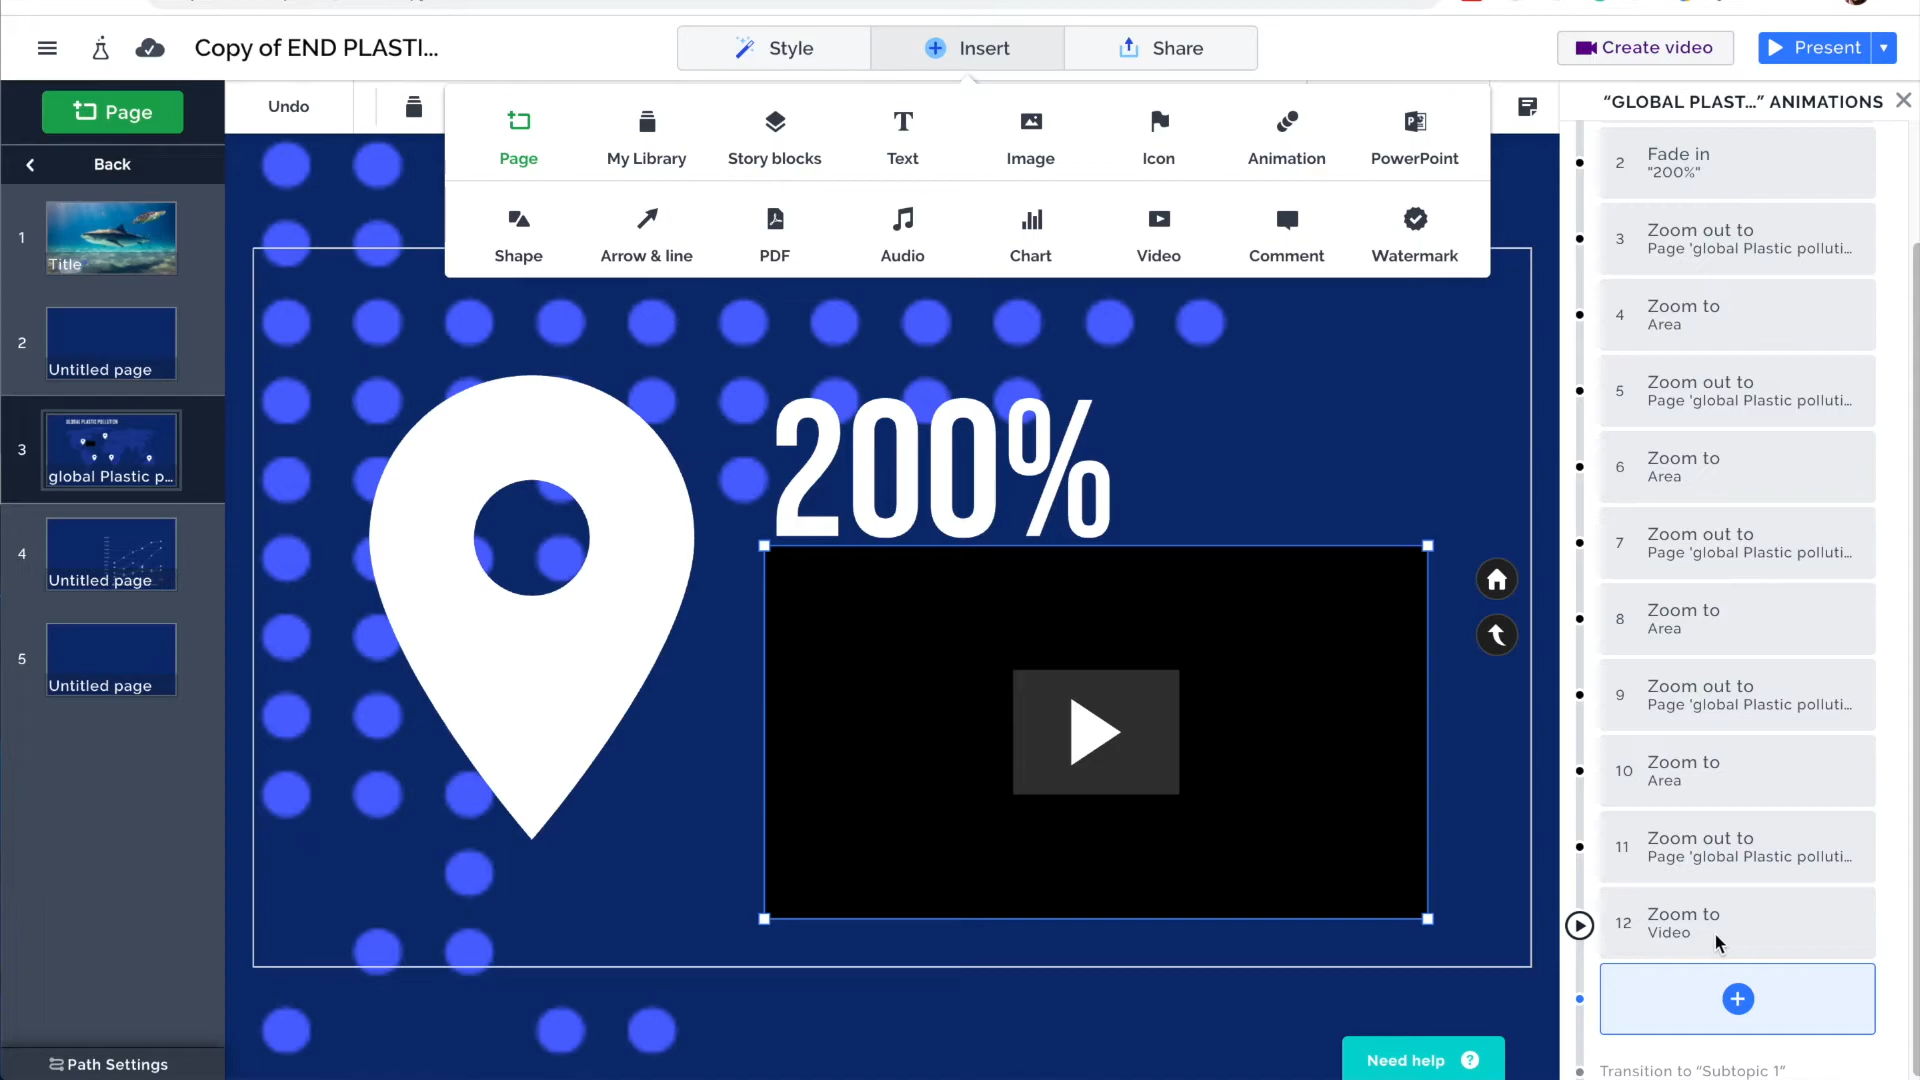 Copy of END PLASTI...
Style
Insert
Share
Create video
Present
Page
Undo
"GLOBAL PLAST..." ANIMATIONS
Back
Page
My Library
Story blocks
Text
Image
Icon
Animation
PowerPoint
Shape
Arrow & line
PDF
Audio
Chart
Video
Comment
Watermark
1
Title
2
Untitled page
3
GLOBAL PLASTIC POLLUTION
global Plastic p...
4
Untitled page
5
Untitled page
Path Settings
200%
2
Fade in
"200%"
3
Zoom out to
Page 'global Plastic polluti...
4
Zoom to
Area
5
Zoom out to
Page 'global Plastic polluti...
6
Zoom to
Area
7
Zoom out to
Page 'global Plastic polluti...
8
Zoom to
Area
9
Zoom out to
Page 'global Plastic polluti...
10
Zoom to
Area
11
Zoom out to
Page 'global Plastic polluti...
12
Zoom to
Video
Need help ?
Transition to "Subtopic 1"